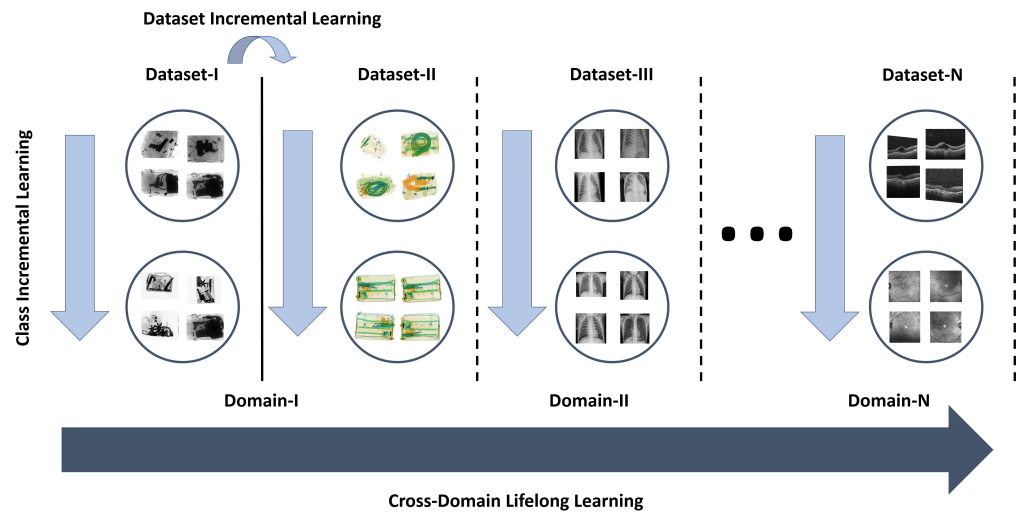 Dataset Incremental Learning
Dataset-I
Dataset-II
Dataset-III
Dataset-N
Class Incremental Learning
Domain-I
Domain-II
Domain-N
Cross-Domain Lifelong Learning